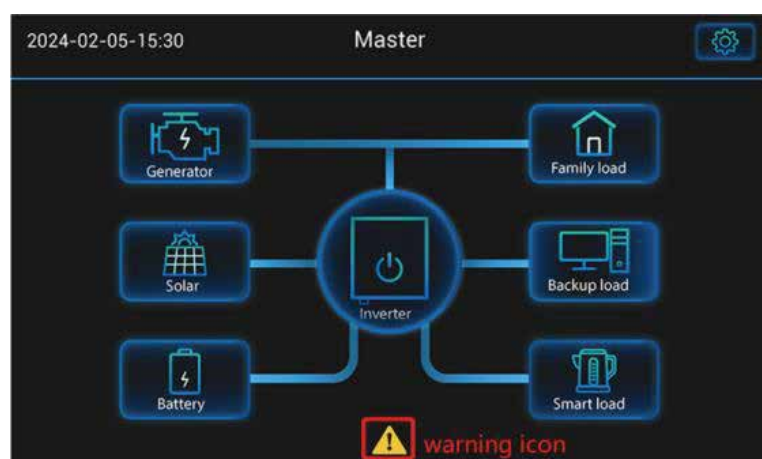 2024-02-05-15:30 Master
Generator
Family load
Solar
Backup load
Inverter
Battery
Smart load
warning icon